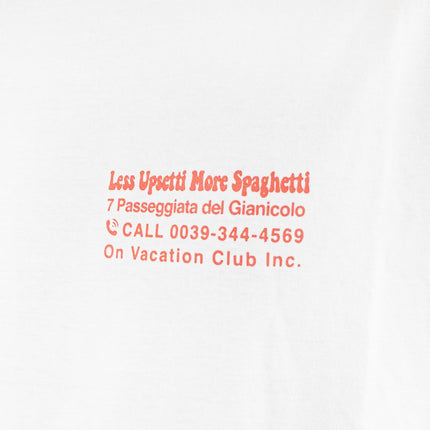 Less Upsetti More Spaghetti
7 Passeggiata del Gianicolo
CALL 0039-344-4569
On Vacation Club Inc.